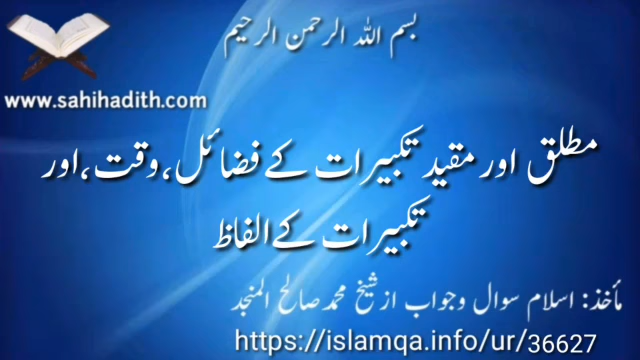 بسم اللہ الرحمن الرحیم
www.sahihadith.com
مطلق اور مقید تکبیرات کے فضائل،وقت،اور
تکبیرات کے الفاظ
مأخذ: اسلام سوال وجواب از شیخ محمد صالح المنجد
https://islamqa.info/ur/36627